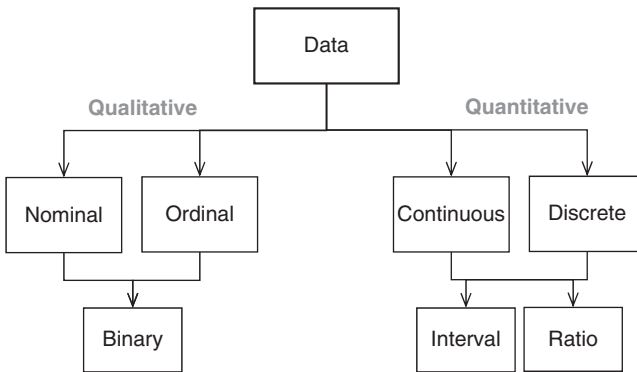 Data
Qualitative
Quantitative
Nominal
Ordinal
Continuous
Discrete
Binary
Interval
Ratio